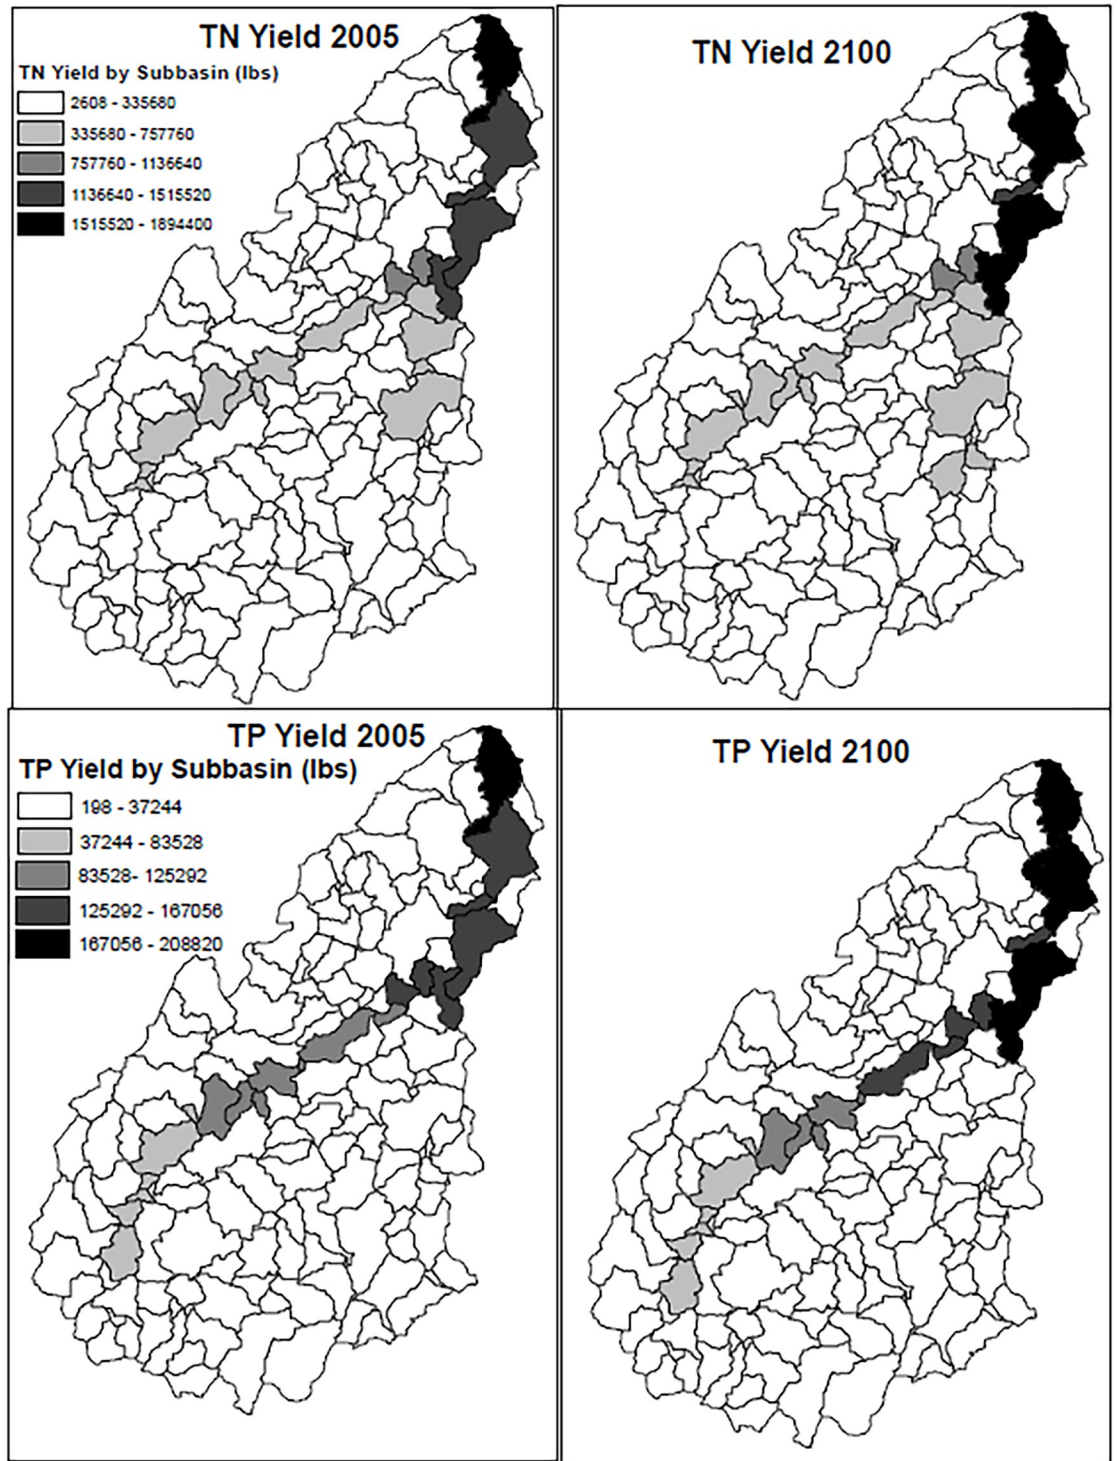 TN Yield 2005
TN Yield by Subbasin (lbs)
2608 - 335680
335680 - 757760
757760 - 1136640
1136640 - 1515520
1515520 - 1894400
TN Yield 2100
TP Yield 2005
TP Yield by Subbasin (lbs)
198 - 37244
37244 - 83528
83528- 125292
125292 - 167056
167056 - 208820
TP Yield 2100